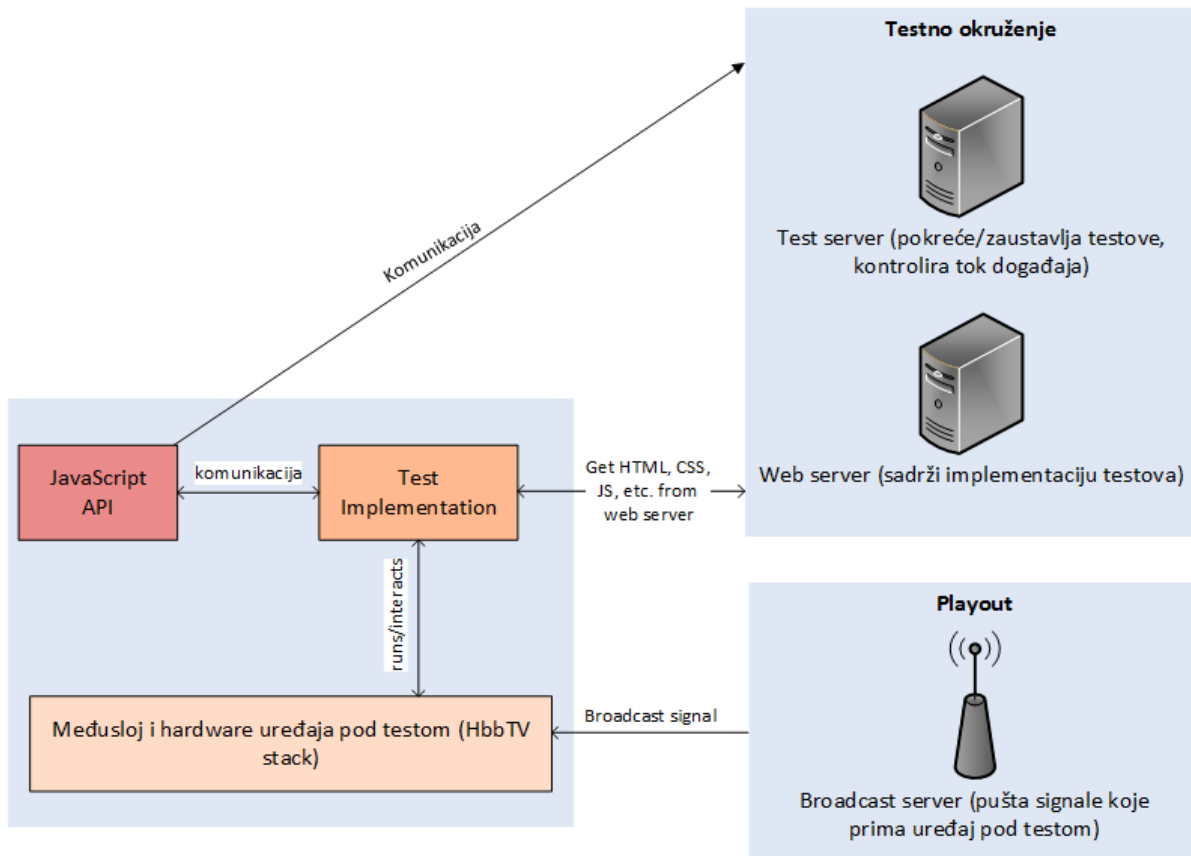 Testno okruženje
Test server (pokreće/zaustavlja testove,
kontrolira tok događaja)
Komunikacija
Web server (sadrži implementaciju testova)
JavaScript
API
komunikacija
Test
Implementation
Get HTML, CSS,
JS, etc. from
web server
runs/interacts
Playout
Međusloj i hardware uređaja pod testom (HbbTV
stack)
Broadcast signal
Broadcast server (pušta signale koje
prima uređaj pod testom)